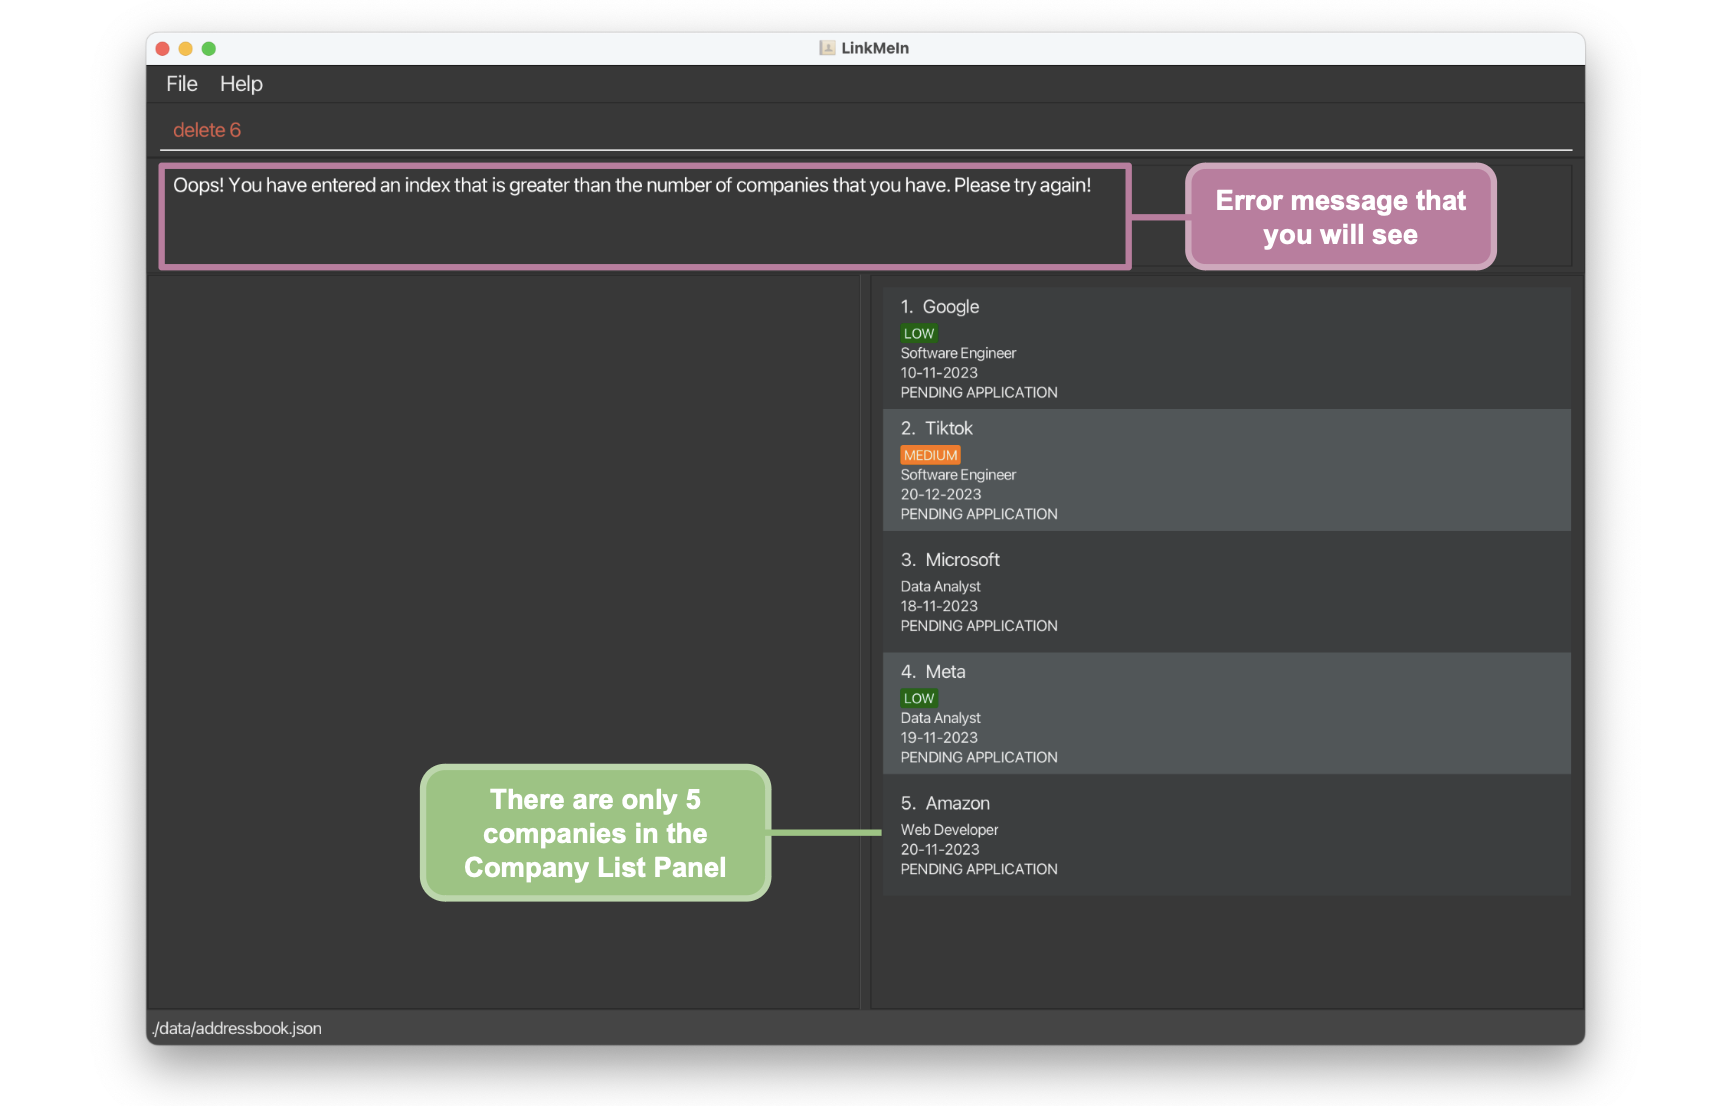 LinkMeIn
File Help
delete 6
Oops! You have entered an index that is greater than the number of companies that you have. Please try again!
Error message that
you will see
1. Google
LOW
Software Engineer
10-11-2023
PENDING APPLICATION
2. Tiktok
MEDIUM
Software Engineer
20-12-2023
PENDING APPLICATION
3. Microsoft
Data Analyst
18-11-2023
PENDING APPLICATION
4. Meta
LOW
Data Analyst
19-11-2023
PENDING APPLICATION
There are only 5
companies in the
Company List Panel
5. Amazon
Web Developer
20-11-2023
PENDING APPLICATION
./data/addressbook.json